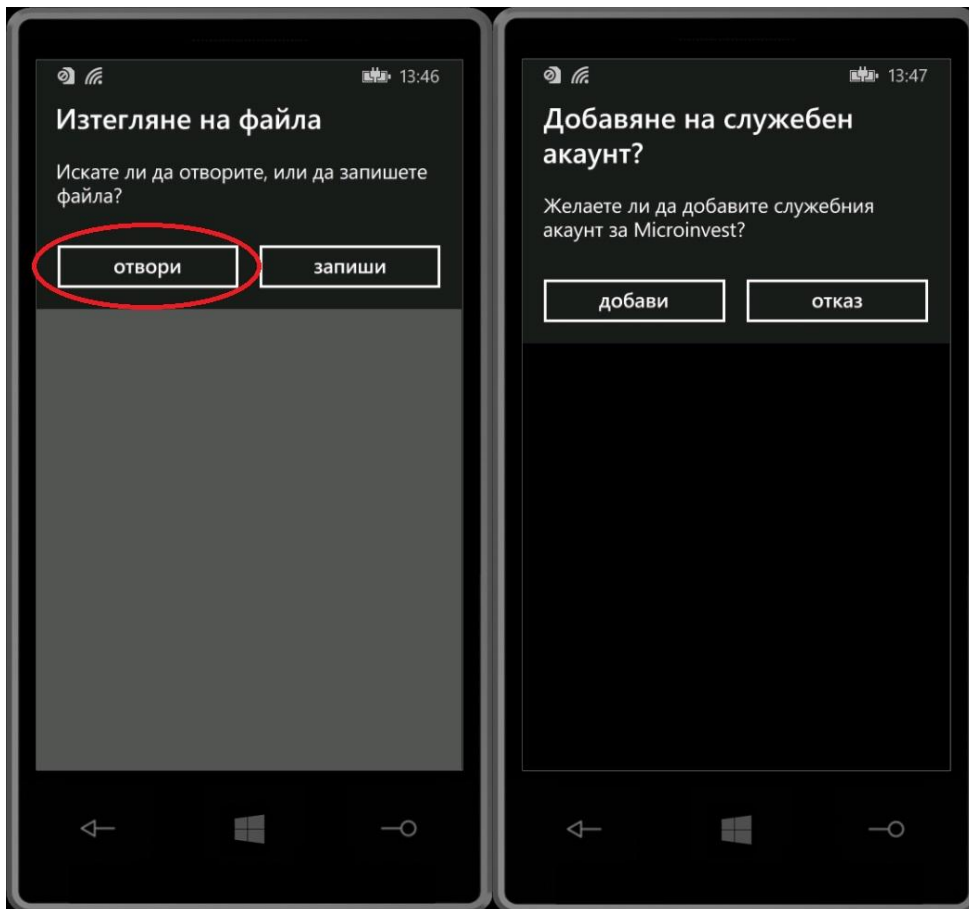 13:46
Изтегляне на файла
Искате ли да отворите, или да запишете
файла?
отвори
запиши
13:47
Добавяне на служебен
акаунт?
Желаете ли да добавите служебния
акаунт за Microinvest?
добави
отказ